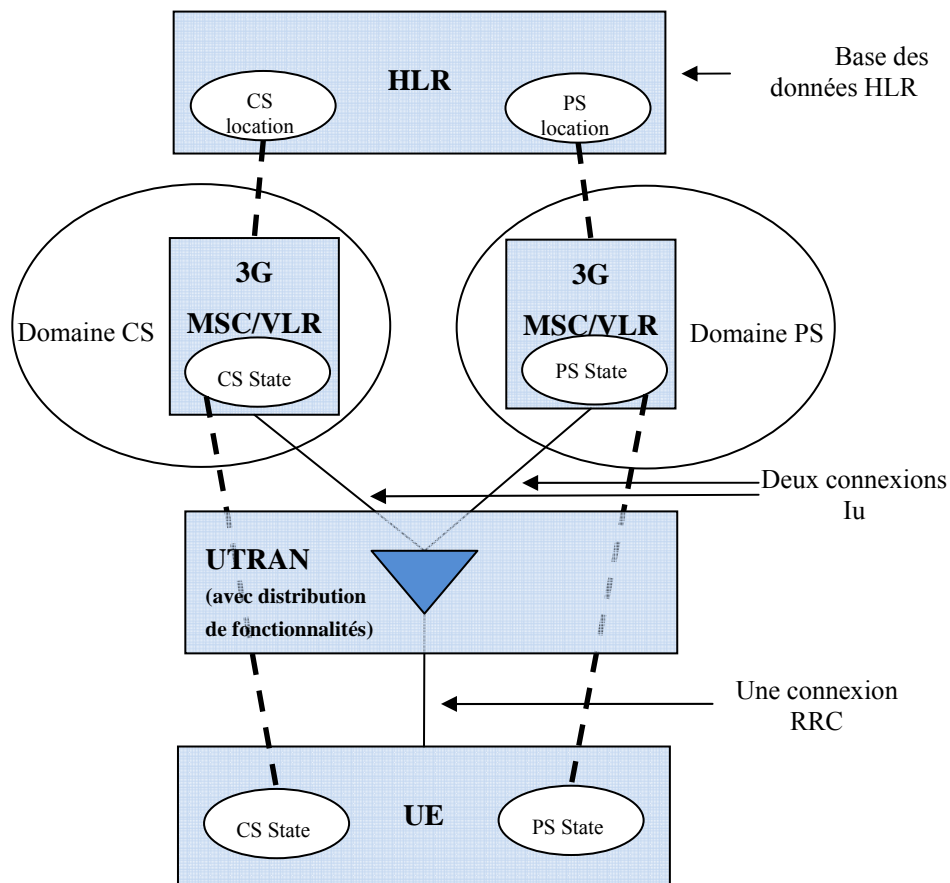 HLR
CS
location
PS
location
Base des
données HLR
3G
MSC/VLR
CS State
Domaine CS
3G
MSC/VLR
PS State
Domaine PS
Deux connexions
Iu
UTRAN
(avec distribution
de fonctionnalités)
Une connexion
RRC
UE
CS State
PS State